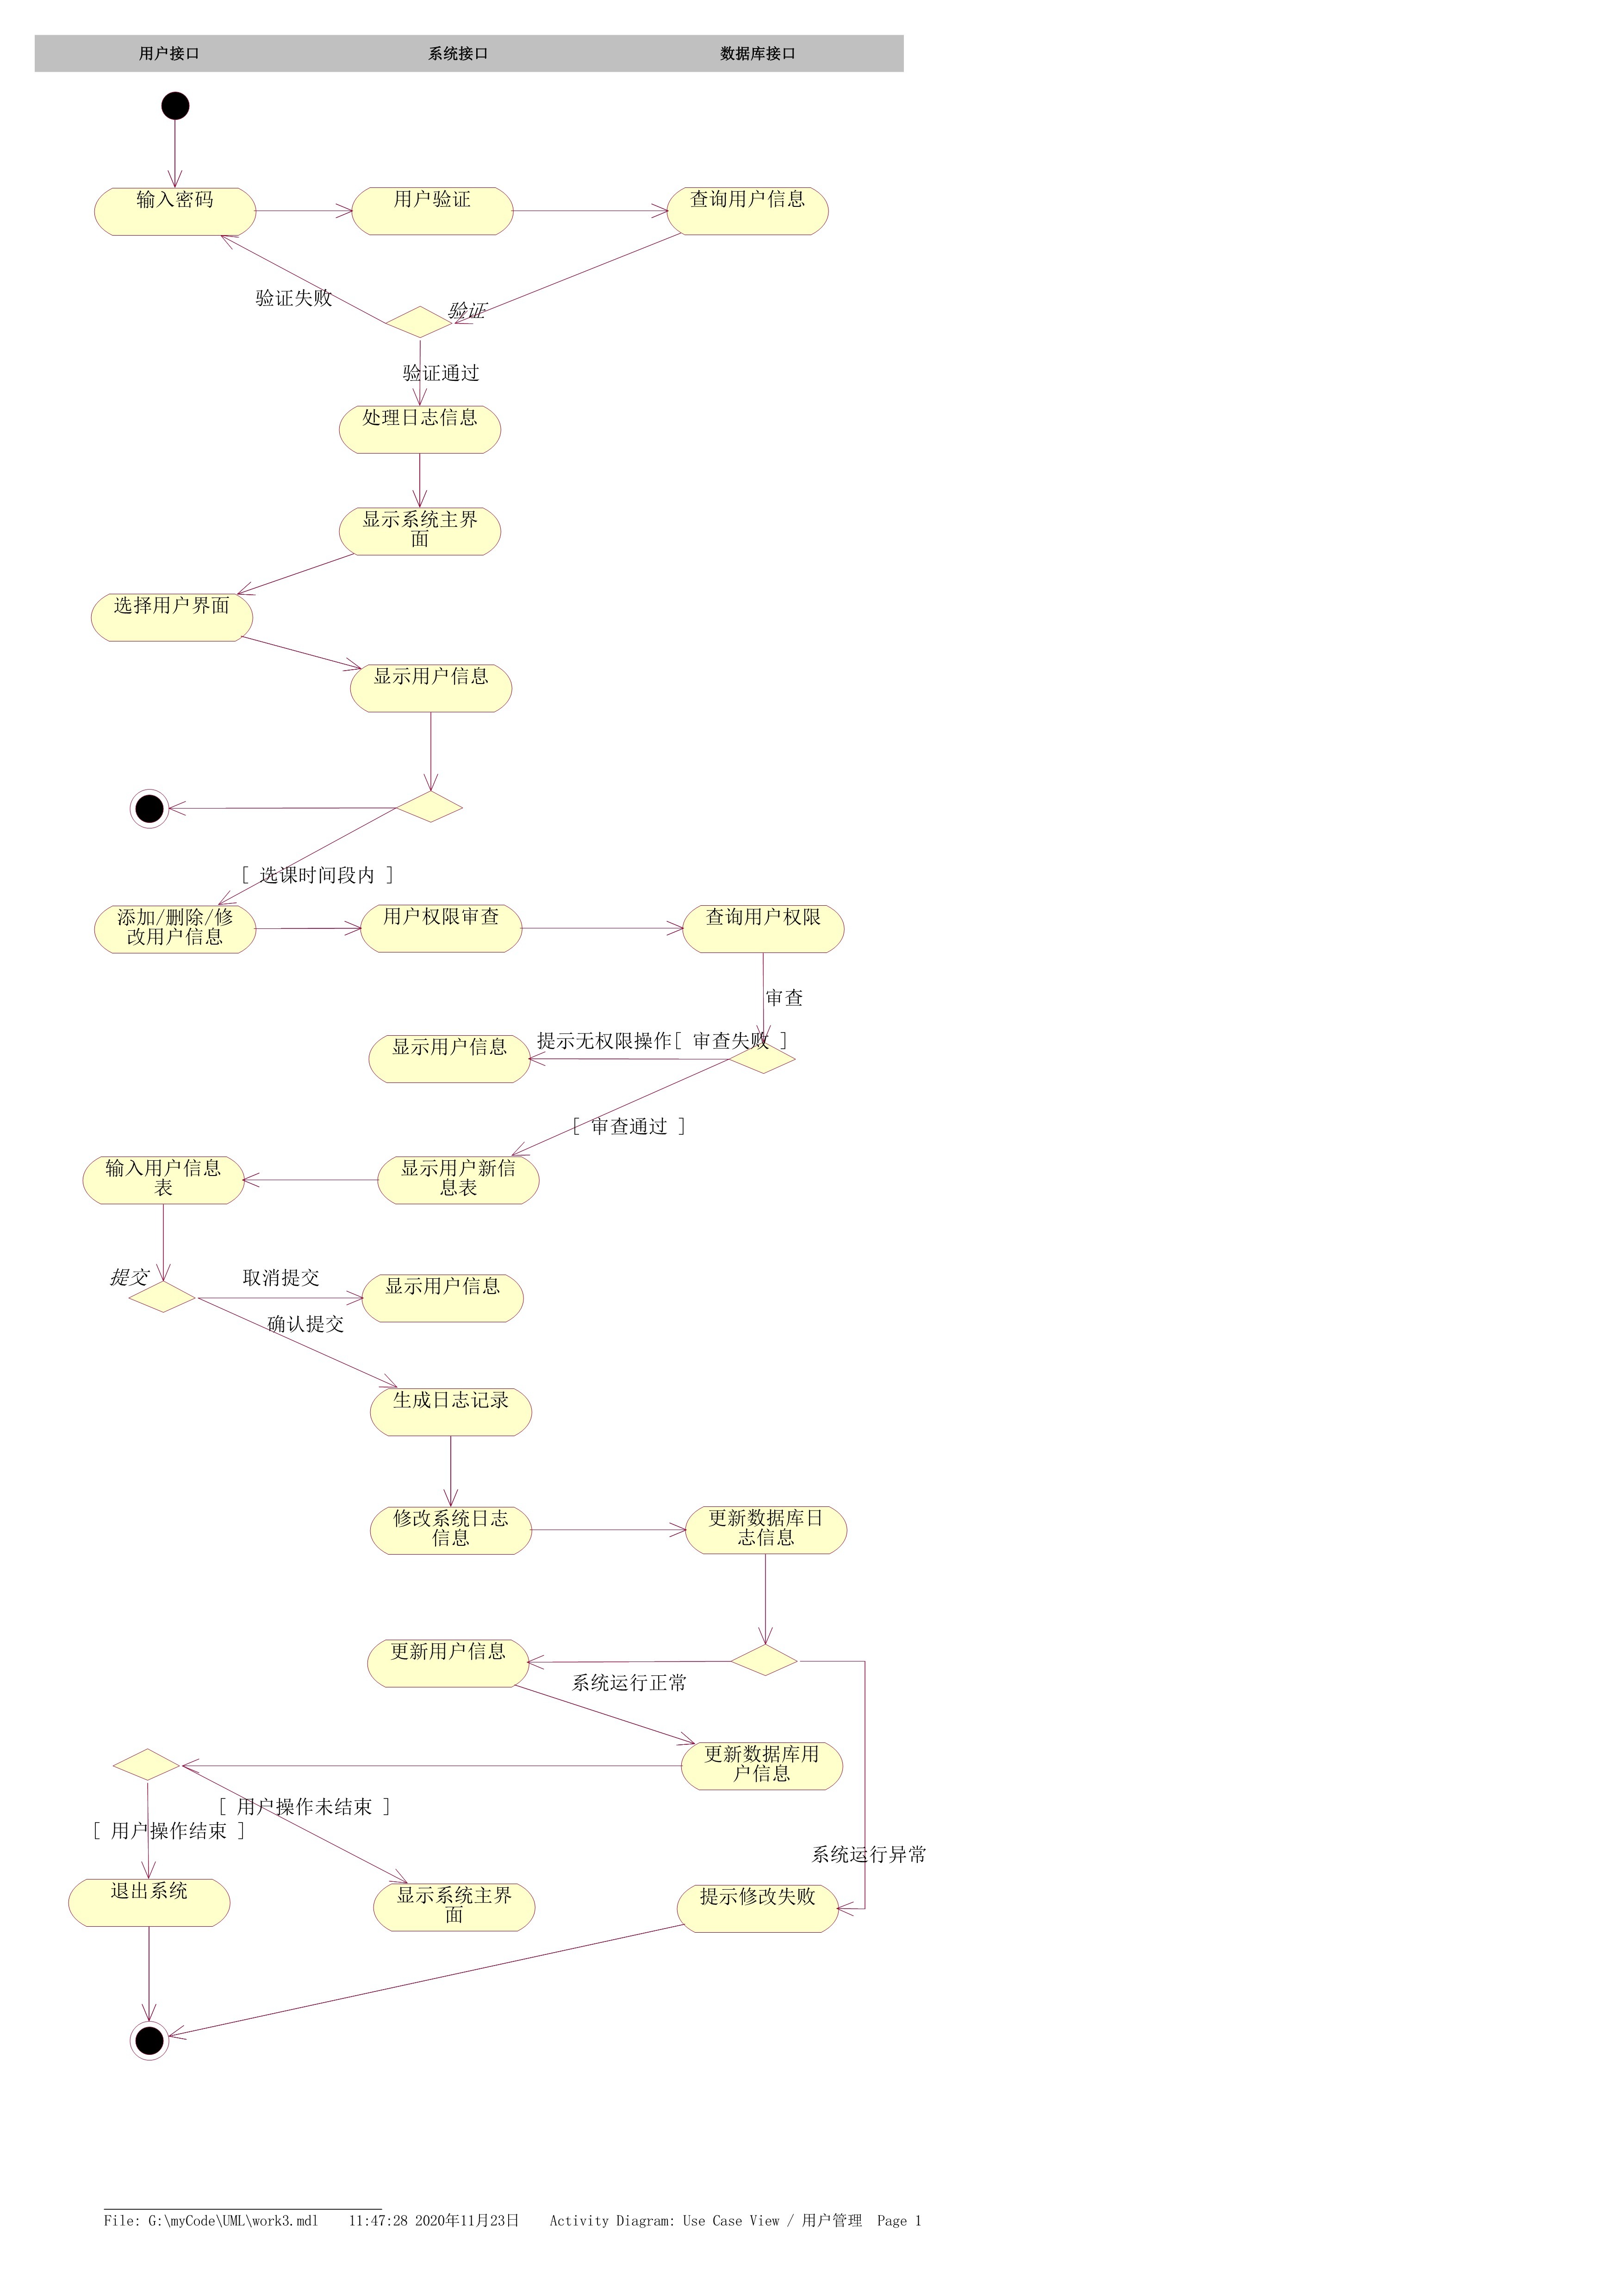 用户接口
系统接口
数据库接口
输入密码
用户验证
查询用户信息
验证失败
验证
验证通过
处理日志信息
显示系统主界
面
选择用户界面
显示用户信息
[ 选课时间段内 ]
添加/删除/修
改用户信息
用户权限审查
查询用户权限
审查
提示无权限操作[ 审查失败 ]
显示用户信息
[ 审查通过 ]
输入用户信息
表
显示用户新信
息表
提交
取消提交
显示用户信息
确认提交
生成日志记录
修改系统日志
信息
更新数据库日
志信息
更新用户信息
系统运行正常
更新数据库用
户信息
[ 用户操作未结束 ]
[ 用户操作结束 ]
系统运行异常
退出系统
显示系统主界
面
提示修改失败
File: G:\myCode\UML\work3.mdl    11:47:28 2020年11月23日    Activity Diagram: Use Case View / 用户管理  Page 1